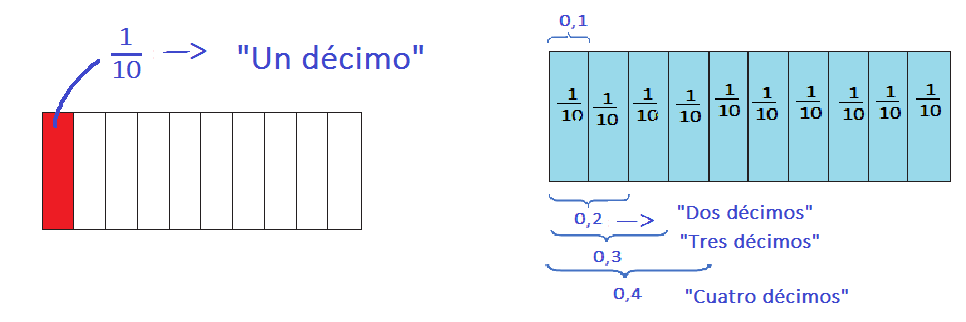 1/10 —> "Un décimo"
0,1
1/10 1/10 1/10 1/10 1/10 1/10 1/10 1/10 1/10 1/10
0,2 —> "Dos décimos"
"Tres décimos"
0,3
0,4 "Cuatro décimos"